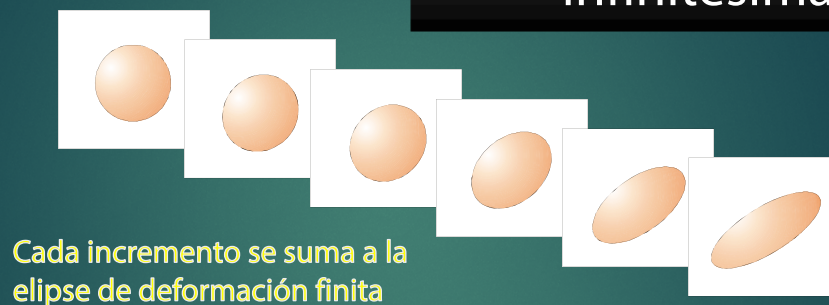 Cada incremento se suma a la
elipse de deformación finita